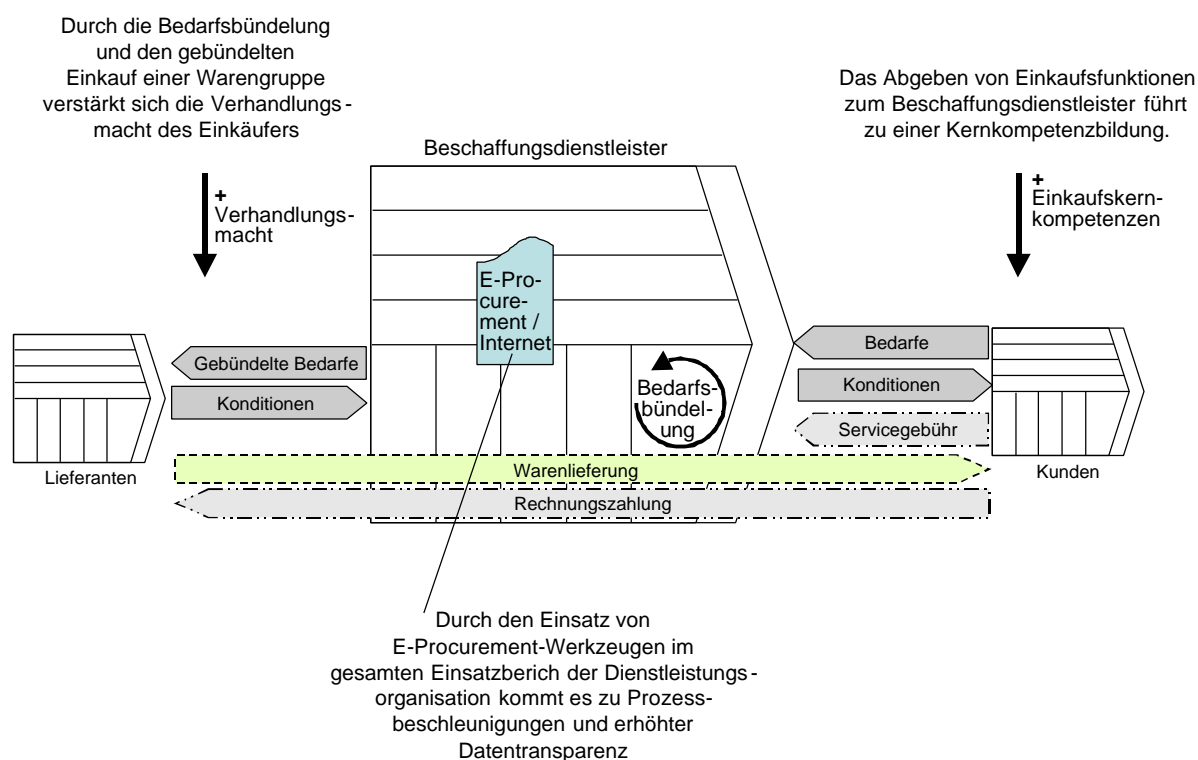 Durch die Bedarfsbündelung
und den gebündelten
Einkauf einer Warengruppe
verstärkt sich die Verhandlungs-
macht des Einkäufers
Das Abgeben von Einkaufsfunktionen
zum Beschaffungsdienstleister führt
zu einer Kernkompetenzbildung.
Beschaffungsdienstleister
+
Verhandlungs-
macht
+
Einkaufskern-
kompetenzen
E-Pro-
cure-
ment /
Internet
Gebündelte Bedarfe
Konditionen
Bedarfs-
bündel-
ung
Bedarfe
Konditionen
Servicegebühr
Lieferanten
Kunden
Warenlieferung
Rechnungszahlung
Durch den Einsatz von
E-Procurement-Werkzeugen im
gesamten Einsatzberich der Dienstleistungs-
organisation kommt es zu Prozess-
beschleunigungen und erhöhter
Datentransparenz